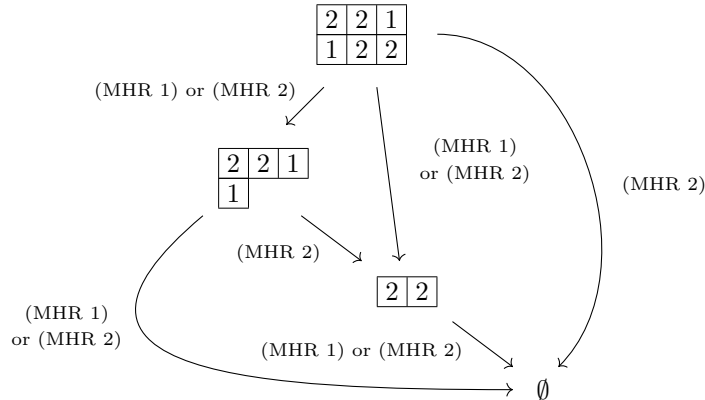 2 2 1
1 2 2
(MHR 1) or (MHR 2)
(MHR 1)
or (MHR 2)
(MHR 2)
2 2 1
1
(MHR 2)
2 2
(MHR 1)
or (MHR 2)
(MHR 1) or (MHR 2)
∅